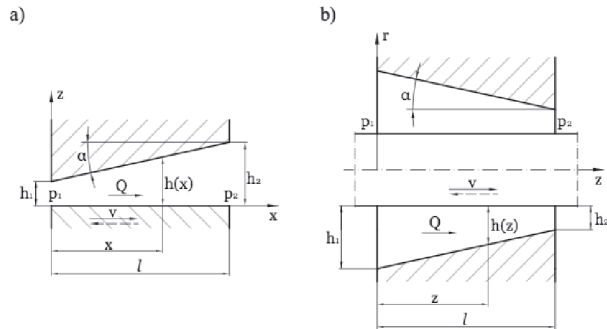 a)
z
α
h₁
p₁
Q
h(x)
p₂
h₂
v
x
x
l
b)
r
α
p₁
p₂
v
z
h₁
Q
h(z)
h₂
z
l